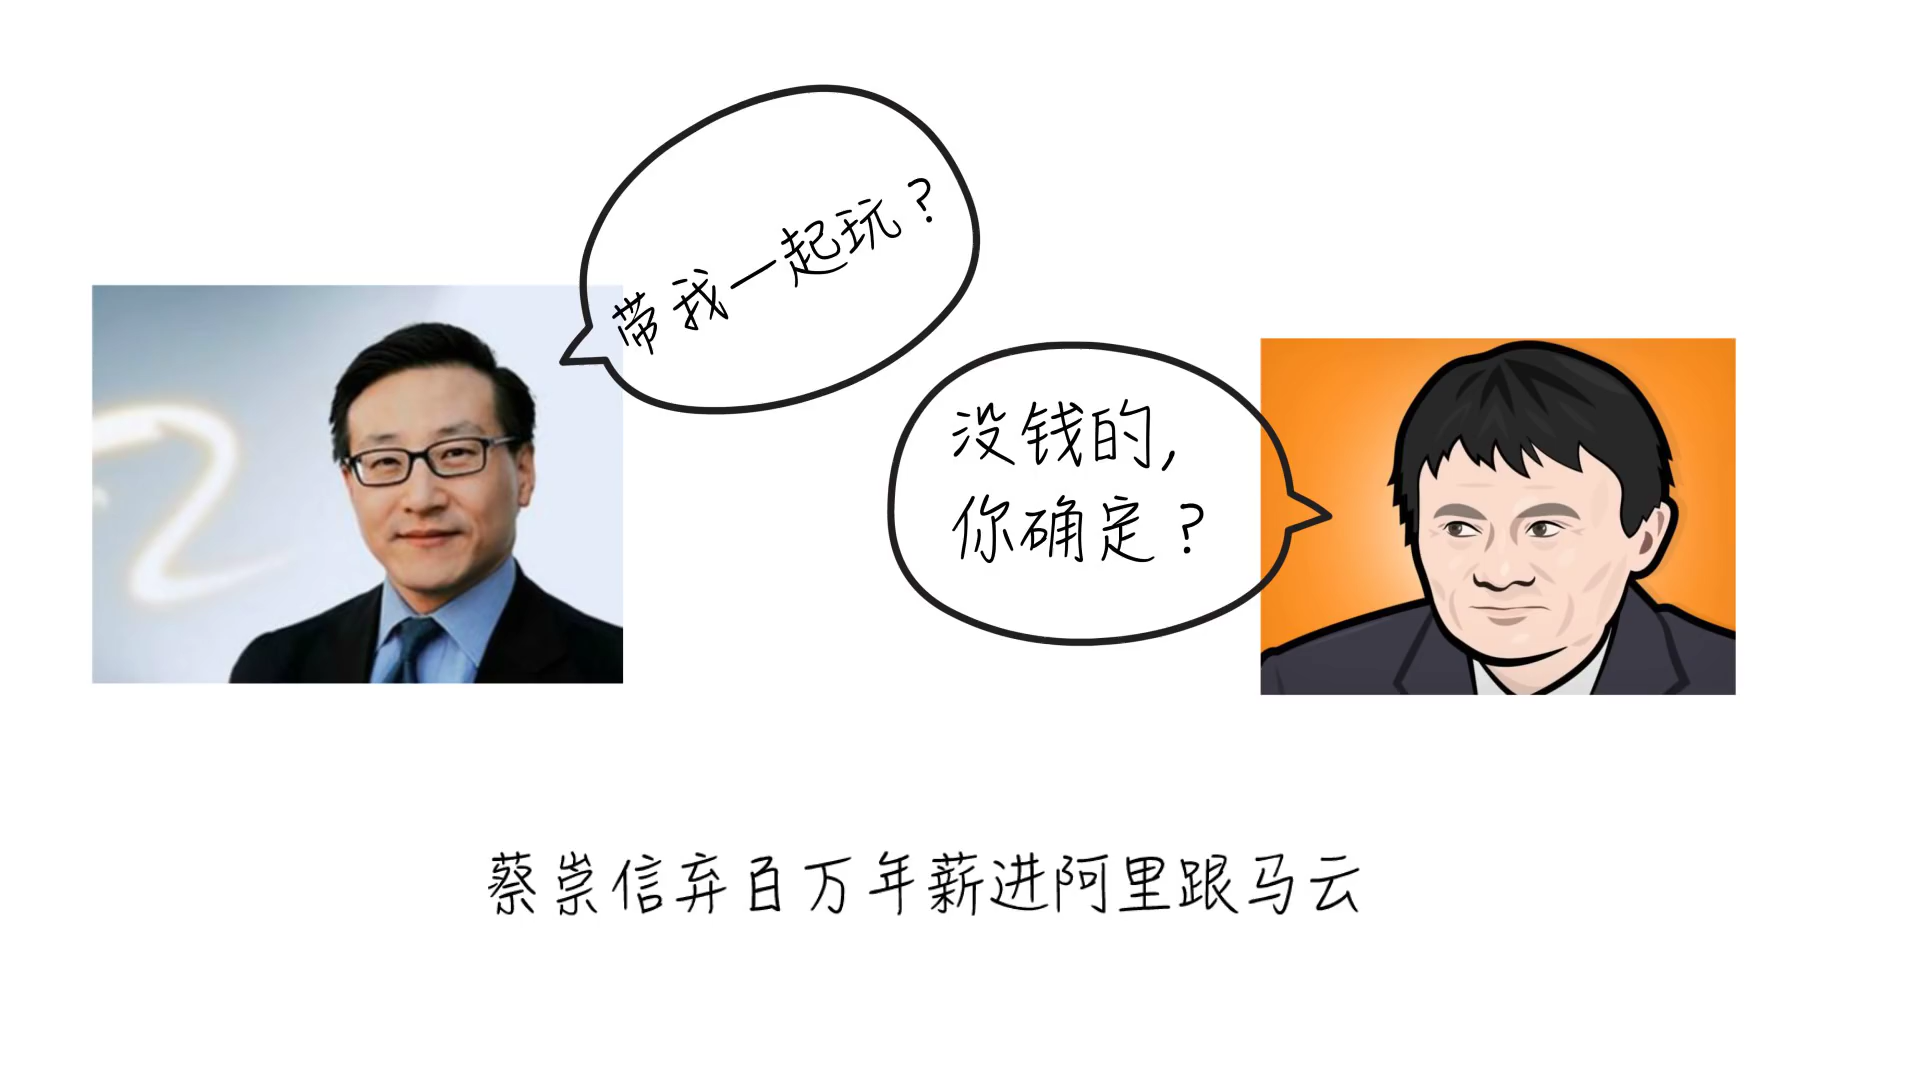 带我一起玩？
没钱的，
你确定？
蔡崇信弃百万年薪进阿里跟马云